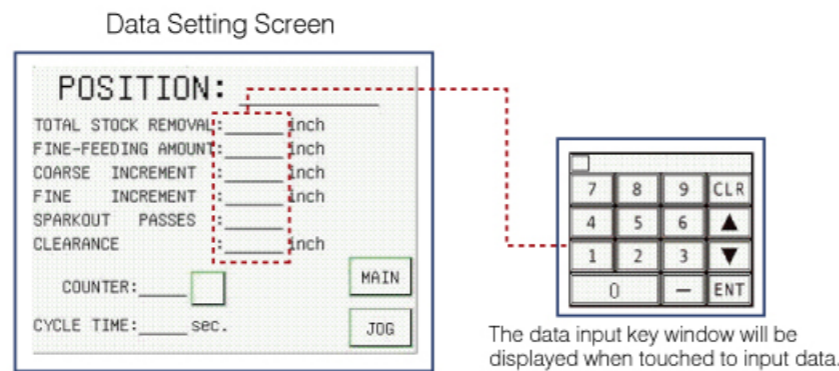 Data Setting Screen
POSITION:
TOTAL STOCK REMOVAL: inch
FINE-FEEDING AMOUNT: inch
COARSE INCREMENT : inch
FINE INCREMENT : inch
SPARKOUT PASSES :
CLEARANCE : inch
COUNTER:
MAIN
CYCLE TIME: sec.
JOG
7 8 9 CLR
4 5 6 ▲
1 2 3 ▼
0 − ENT
The data input key window will be
displayed when touched to input data.